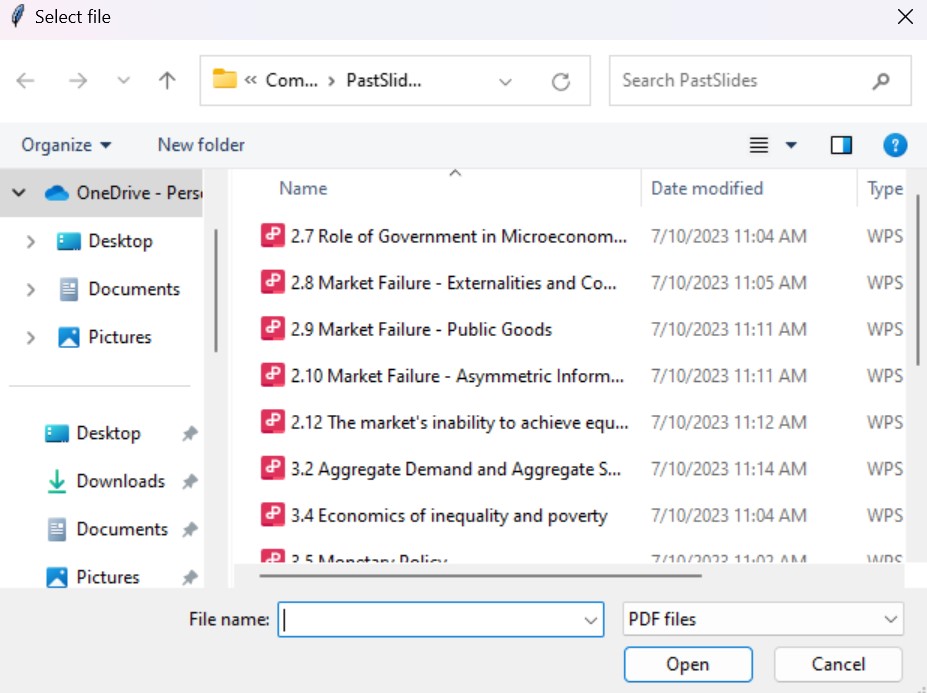 Select file
« Com... › PastSlid...
Search PastSlides
Organize
New folder
Name
Date modified
Type
OneDrive - Pers
Desktop
Documents
Pictures
Desktop
Downloads
Documents
Pictures
2.7 Role of Government in Microeconom... 7/10/2023 11:04 AM WPS
2.8 Market Failure - Externalities and Co... 7/10/2023 11:05 AM WPS
2.9 Market Failure - Public Goods 7/10/2023 11:11 AM WPS
2.10 Market Failure - Asymmetric Inform... 7/10/2023 11:11 AM WPS
2.12 The market's inability to achieve equ... 7/10/2023 11:12 AM WPS
3.2 Aggregate Demand and Aggregate S... 7/10/2023 11:14 AM WPS
3.4 Economics of inequality and poverty 7/10/2023 11:04 AM WPS
3.5 Monetary Policy 7/10/2023 11:02 AM WPS
File name:
PDF files
Open
Cancel